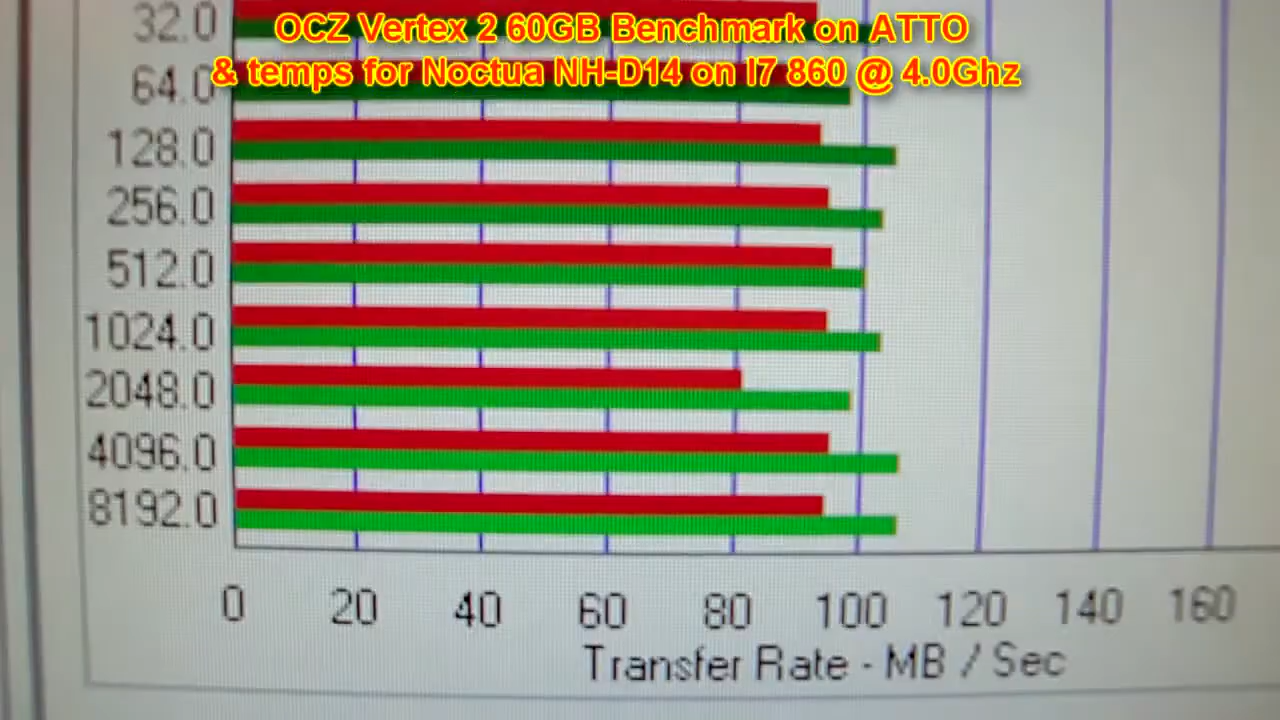 OCZ Vertex 2 60GB Benchmark on ATTO
& temps for Noctua NH-D14 on I7 860 @ 4.0Ghz
32.0
64.0
128.0
256.0
512.0
1024.0
2048.0
4096.0
8192.0
0 20 40 60 80 100 120 140 160
Transfer Rate - MB / Sec